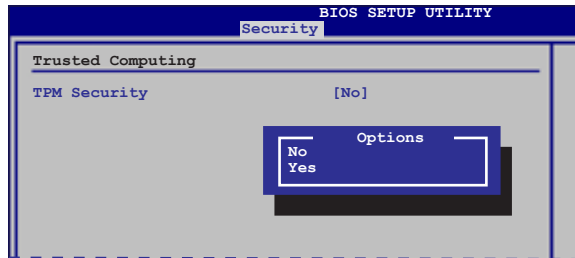 BIOS SETUP UTILITY
Security
Trusted Computing
TPM Security [No]
Options
No
Yes